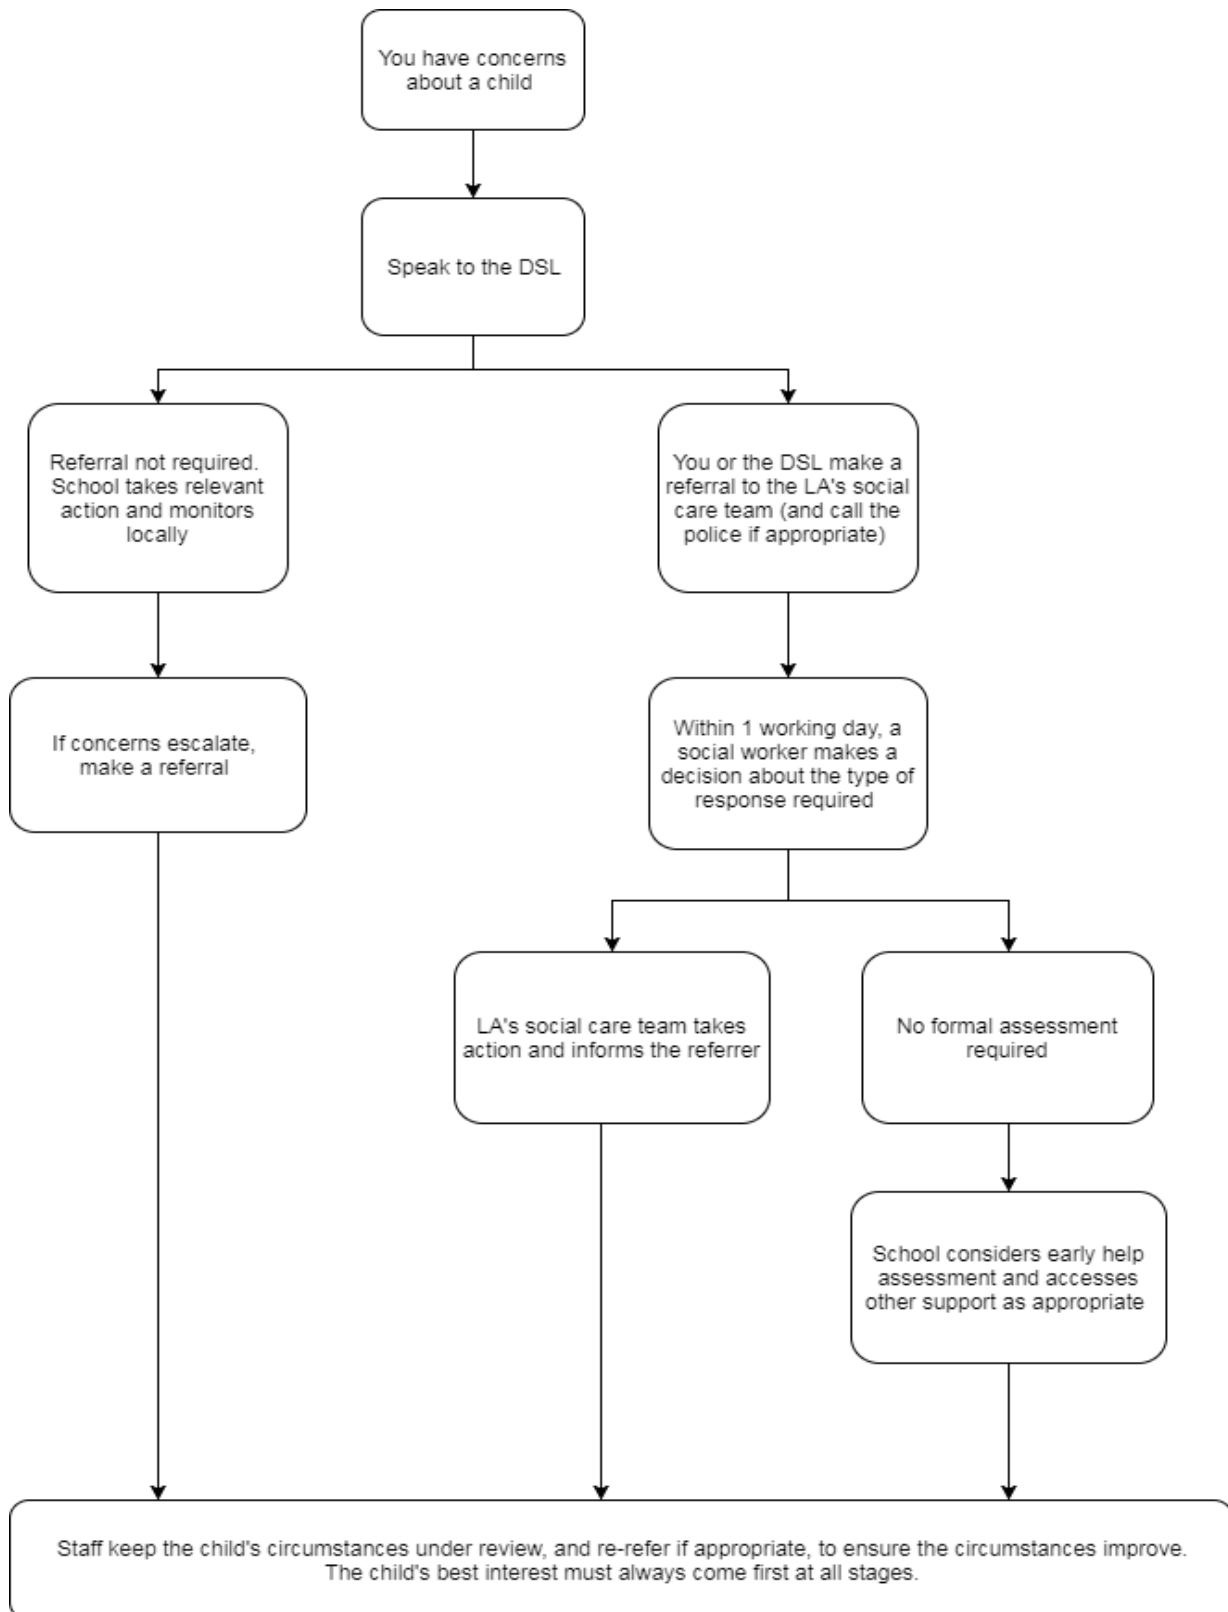 You have concerns
about a child
Speak to the DSL
Referral not required.
School takes relevant
action and monitors
locally
You or the DSL make a
referral to the LA's social
care team (and call the
police if appropriate)
If concerns escalate,
make a referral
Within 1 working day, a
social worker makes a
decision about the type of
response required
LA's social care team takes
action and informs the referrer
No formal assessment
required
School considers early help
assessment and accesses
other support as appropriate
Staff keep the child's circumstances under review, and re-refer if appropriate, to ensure the circumstances improve.
The child's best interest must always come first at all stages.